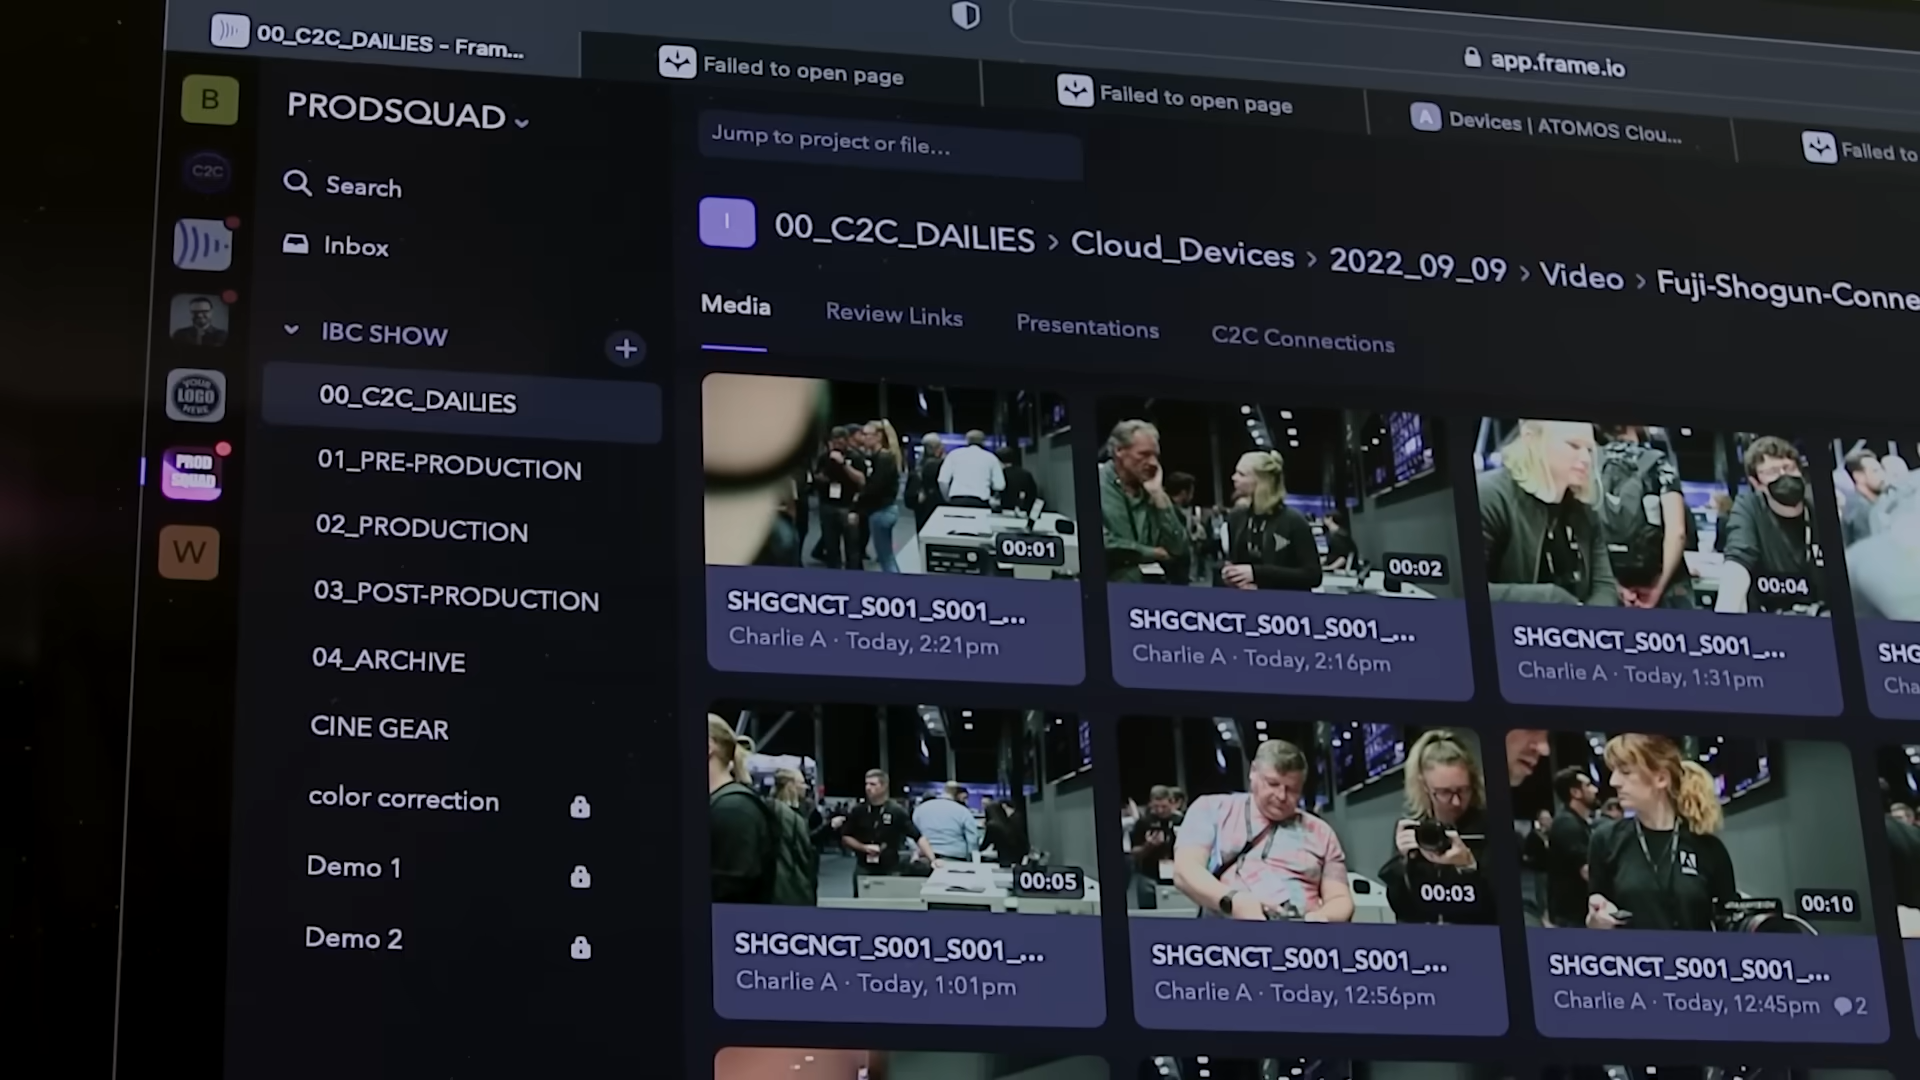 00_C2C_DAILIES – Fram...
Failed to open page
Failed to open page
app.frame.io
Devices | ATOMOS Clou...
Failed to
B
C2C
YOUR
LOGO
PROD
SQUAD
W
PRODSQUAD
Search
Inbox
IBC SHOW
00_C2C_DAILIES
01_PRE-PRODUCTION
02_PRODUCTION
03_POST-PRODUCTION
04_ARCHIVE
CINE GEAR
color correction
Demo 1
Demo 2
Jump to project or file...
I
00_C2C_DAILIES > Cloud_Devices > 2022_09_09 > Video > Fuji-Shogun-Conne
Media Review Links Presentations C2C Connections
00:01
SHGCNCT_S001_S001_...
Charlie A · Today, 2:21pm
00:02
SHGCNCT_S001_S001_...
Charlie A · Today, 2:16pm
00:04
SHGCNCT_S001_S001_...
Charlie A · Today, 1:31pm
SHG
Cha
00:05
SHGCNCT_S001_S001_...
Charlie A · Today, 1:01pm
00:03
SHGCNCT_S001_S001_...
Charlie A · Today, 12:56pm
00:10
SHGCNCT_S001_S001_...
Charlie A · Today, 12:45pm 2